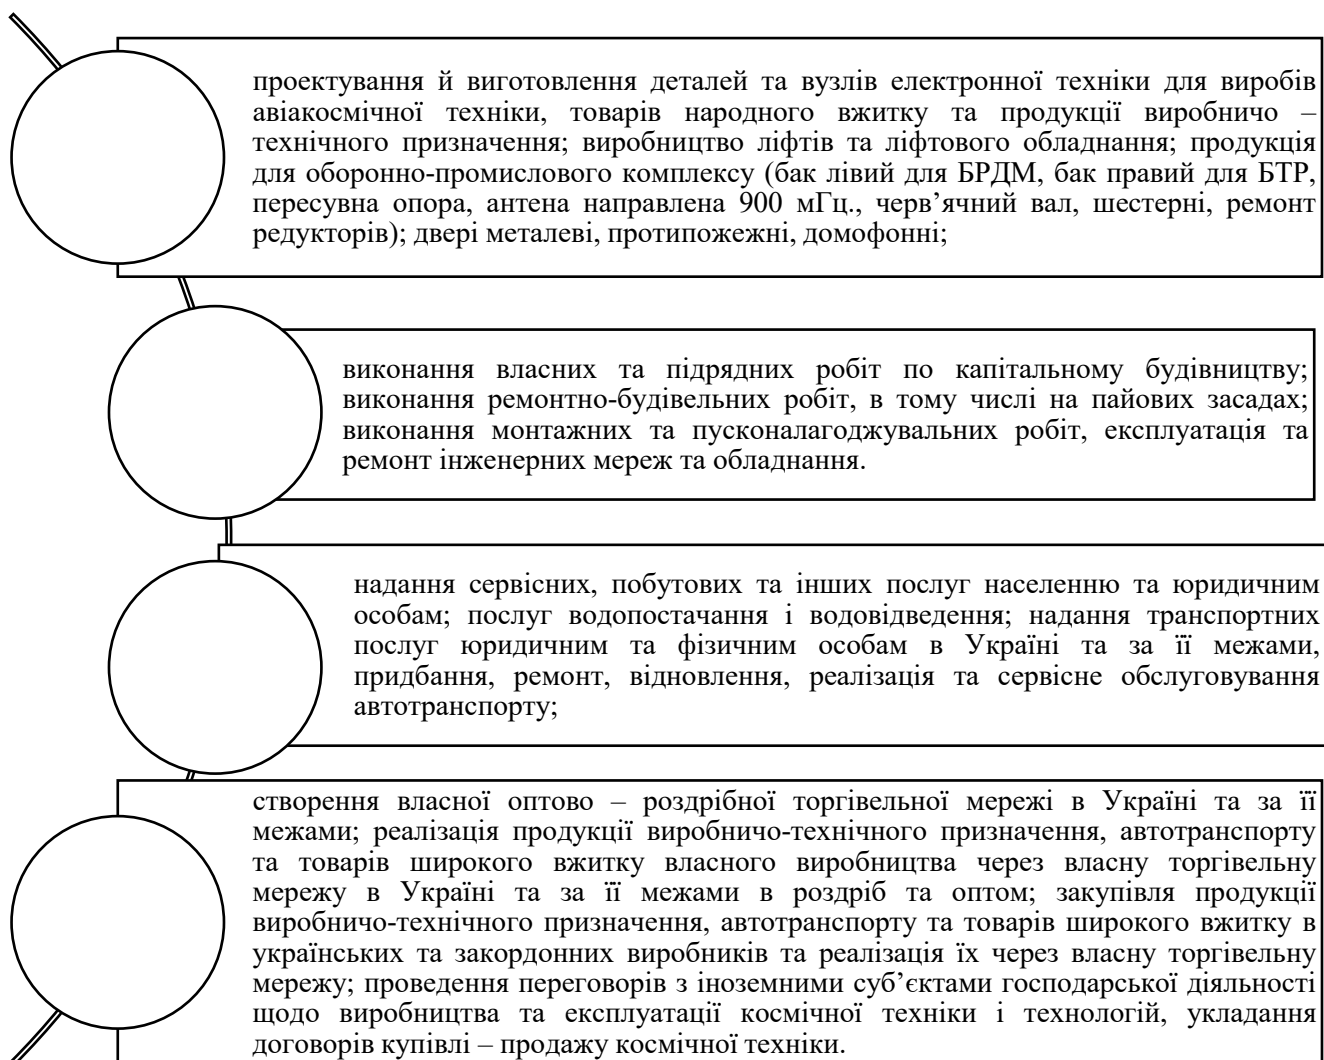 проектування й виготовлення деталей та вузлів електронної техніки для виробів
авіакосмічної техніки, товарів народного вжитку та продукції виробничо –
технічного призначення; виробництво ліфтів та ліфтового обладнання; продукція
для оборонно-промислового комплексу (бак лівий для БРДМ, бак правий для БТР,
пересувна опора, антена направлена 900 мГц., черв’ячний вал, шестерні, ремонт
редукторів); двері металеві, протипожежні, домофонні;
виконання власних та підрядних робіт по капітальному будівництву;
виконання ремонтно-будівельних робіт, в тому числі на пайових засадах;
виконання монтажних та пусконалагоджувальних робіт, експлуатація та
ремонт інженерних мереж та обладнання.
надання сервісних, побутових та інших послуг населенню та юридичним
особам; послуг водопостачання і водовідведення; надання транспортних
послуг юридичним та фізичним особам в Україні та за її межами,
придбання, ремонт, відновлення, реалізація та сервісне обслуговування
автотранспорту;
створення власної оптово – роздрібної торгівельної мережі в Україні та за її
межами; реалізація продукції виробничо-технічного призначення, автотранспорту
та товарів широкого вжитку власного виробництва через власну торгівельну
мережу в Україні та за її межами в роздріб та оптом; закупівля продукції
виробничо-технічного призначення, автотранспорту та товарів широкого вжитку в
українських та закордонних виробників та реалізація їх через власну торгівельну
мережу; проведення переговорів з іноземними суб’єктами господарської діяльності
щодо виробництва та експлуатації космічної техніки і технологій, укладання
договорів купівлі – продажу космічної техніки.